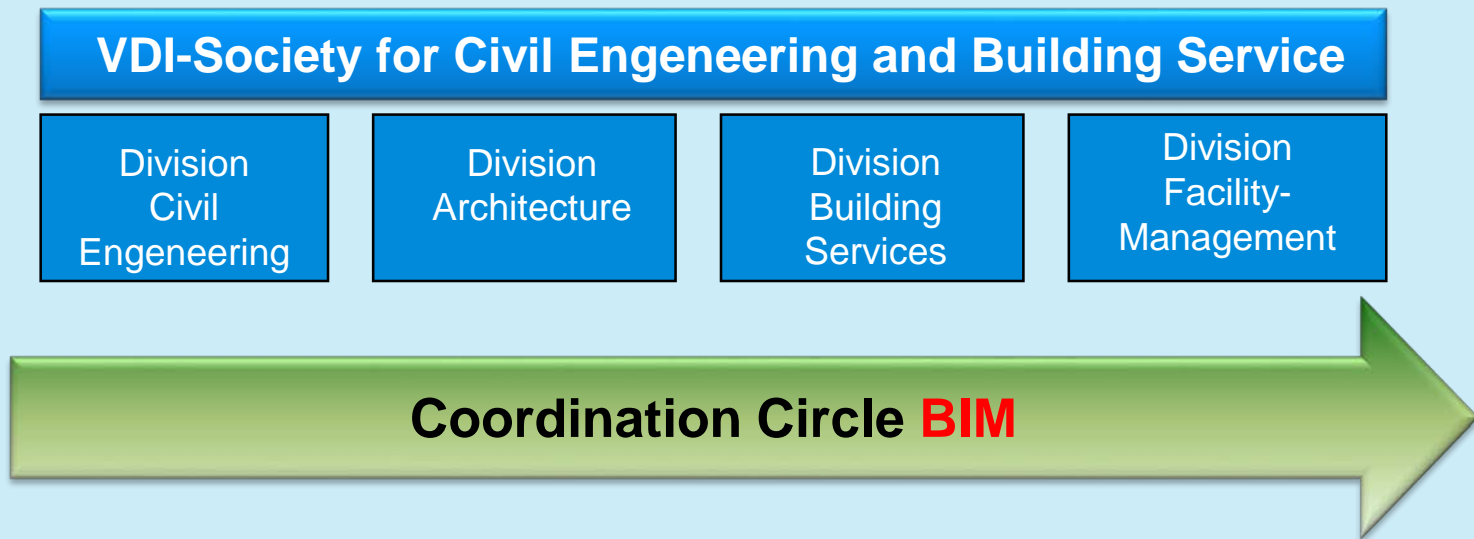 VDI-Society for Civil Engeneering and Building Service
Division
Civil
Engeneering
Division
Architecture
Division
Building
Services
Division
Facility-
Management
Coordination Circle BIM